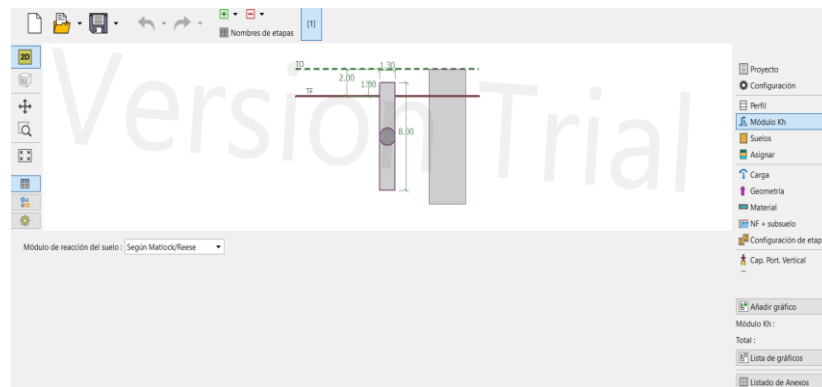 Nombres de etapas
[1]
2D
Version Trial
TO
1.30
2.00
1.00
TF
8.00
Módulo de reacción del suelo :
Según Matlock/Reese
Proyecto
Configuración
Perfil
Módulo Kh
Suelos
Asignar
Carga
Geometría
Material
NF + subsuelo
Configuración de etap
Cap. Port. Vertical
Añadir gráfico
Módulo Kh :
Total :
Lista de gráficos
Listado de Anexos